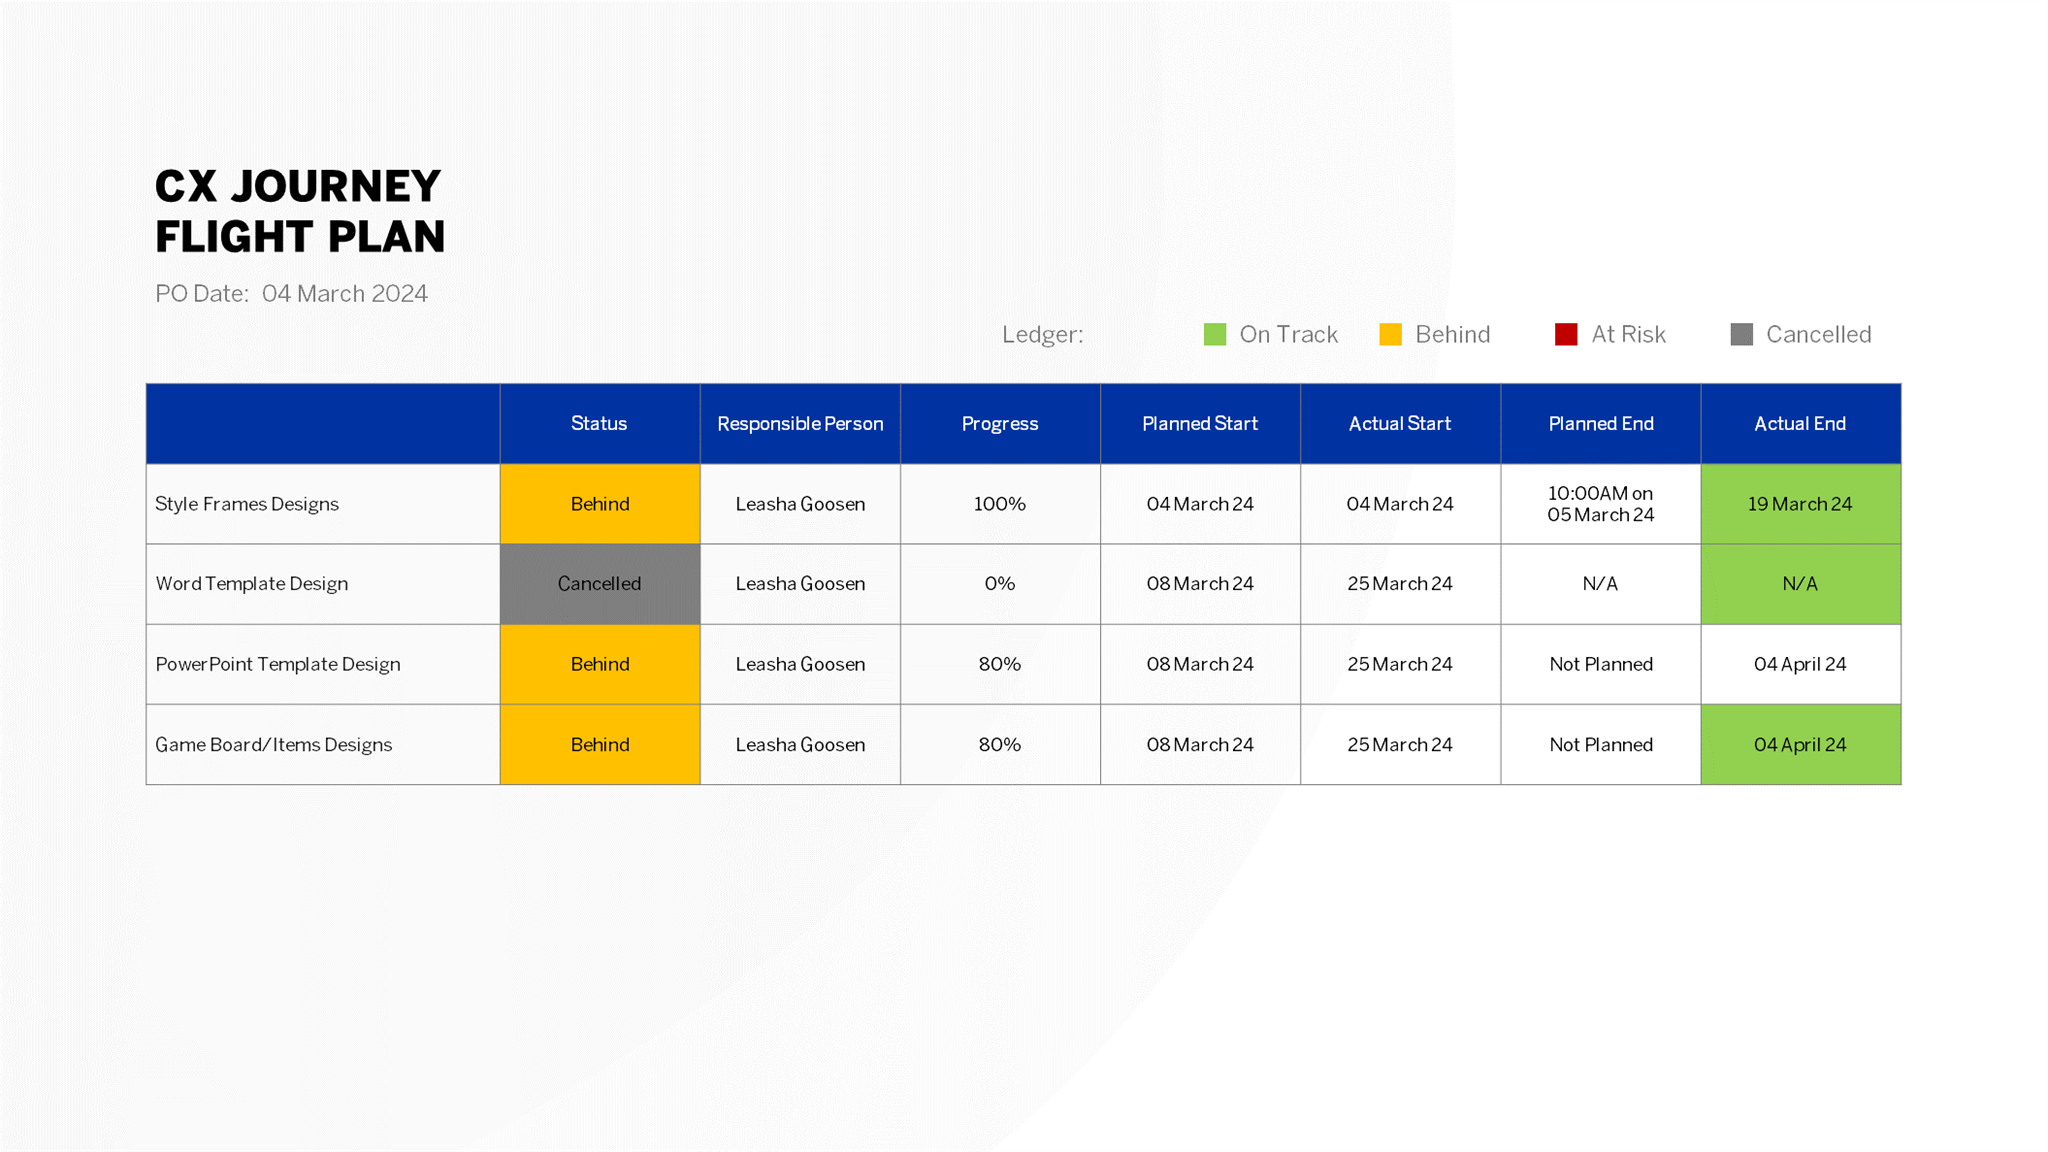 CX JOURNEY
FLIGHT PLAN
PO Date: 04 March 2024
Ledger: On Track Behind At Risk Cancelled
Status Responsible Person Progress Planned Start Actual Start Planned End Actual End
Style Frames Designs Behind Leasha Goosen 100% 04 March 24 04 March 24 10:00AM on
05 March 24 19 March 24
Word Template Design Cancelled Leasha Goosen 0% 08 March 24 25 March 24 N/A N/A
PowerPoint Template Design Behind Leasha Goosen 80% 08 March 24 25 March 24 Not Planned 04 April 24
Game Board/Items Designs Behind Leasha Goosen 80% 08 March 24 25 March 24 Not Planned 04 April 24